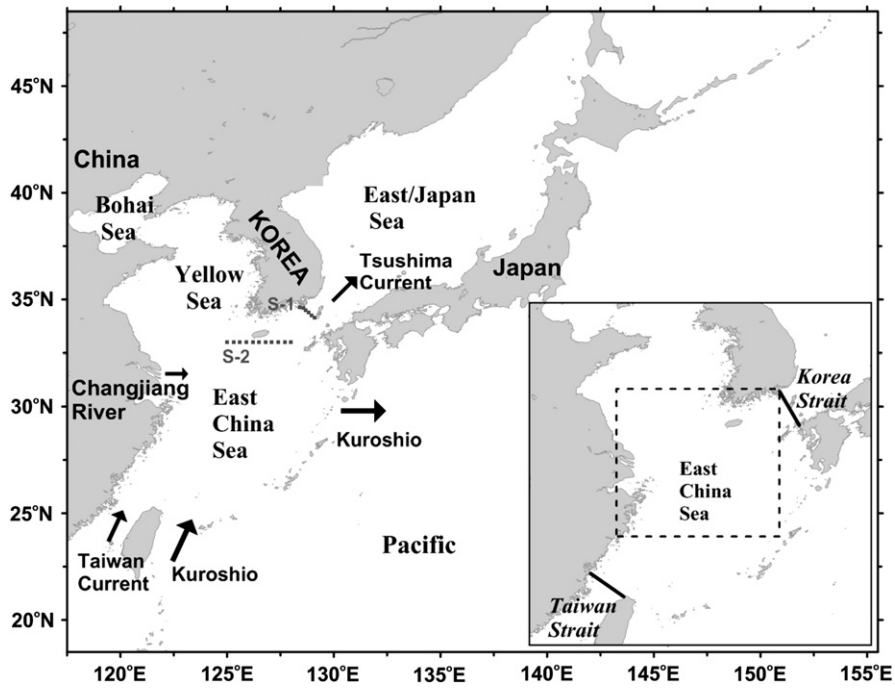 45°N
China
40°N
Bohai
Sea
East/Japan
Sea
KOREA
Yellow
Sea
Tsushima
Current
Japan
35°N
S-1
S-2
Changjiang
River
30°N
East
China
Sea
Kuroshio
25°N
Taiwan
Current
Kuroshio
Pacific
20°N
Korea
Strait
East
China
Sea
Taiwan
Strait
120°E
125°E
130°E
135°E
140°E
145°E
150°E
155°E